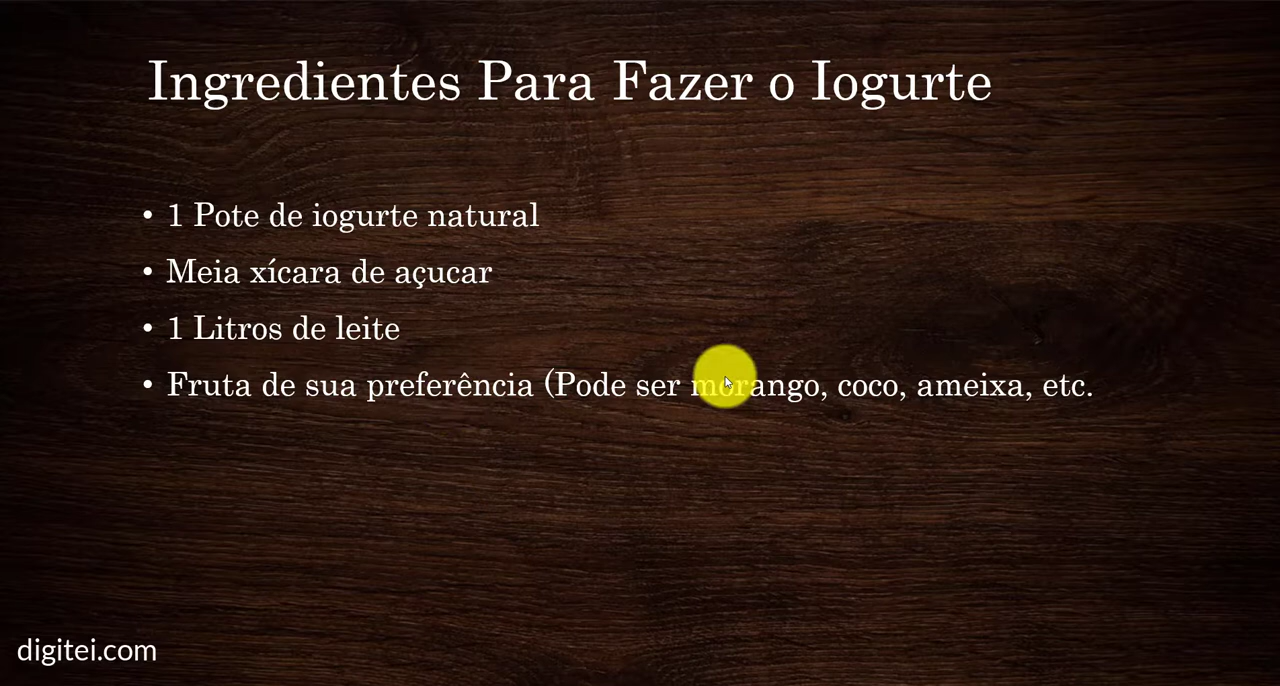 Ingredientes Para Fazer o Iogurte
• 1 Pote de iogurte natural
• Meia xícara de açucar
• 1 Litros de leite
• Fruta de sua preferência (Pode ser morango, coco, ameixa, etc.
digitei.com